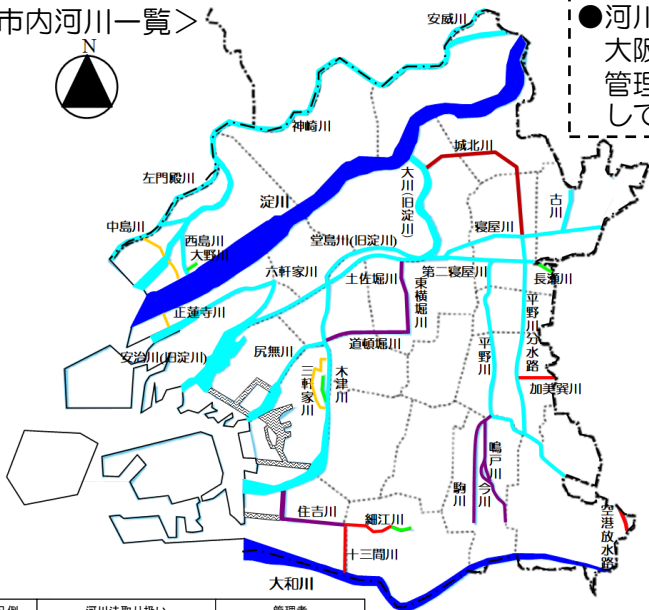 市内河川一覧>
●河川
大阪
管理
して
N
安威川
神崎川
城北川
大川(旧淀川)
左門殿川
古川
淀川
中島川
西島川
大野川
堂島川(旧淀川)
寝屋川
六軒家川
土佐堀川
第二寝屋川
長瀬川
東横堀川
正蓮寺川
平野川分水路
安治川(旧淀川)
尻無川
道頓堀川
平野川
三軒家川
木津川
加美巽川
鳴戸川
今川
駒川
住吉川
細江川
空港放水路
十三間川
大和川
河川法取り扱い
管理者